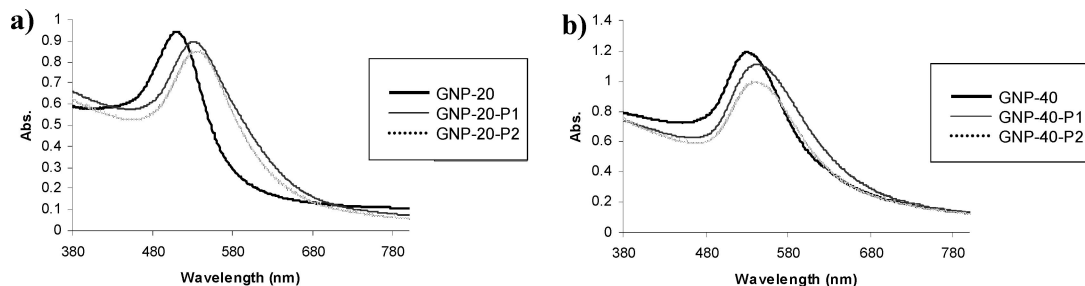 a)
1
0.9
0.8
0.7
0.6
0.5
0.4
0.3
0.2
0.1
0
Abs.
380 480 580 680
Wavelength (nm)
GNP-20
GNP-20-P1
GNP-20-P2
b)
1.4
1.2
1
0.8
0.6
0.4
0.2
0
Abs.
380 480 580 680
Wavelength (nm)
GNP-40
GNP-40-P1
GNP-40-P2